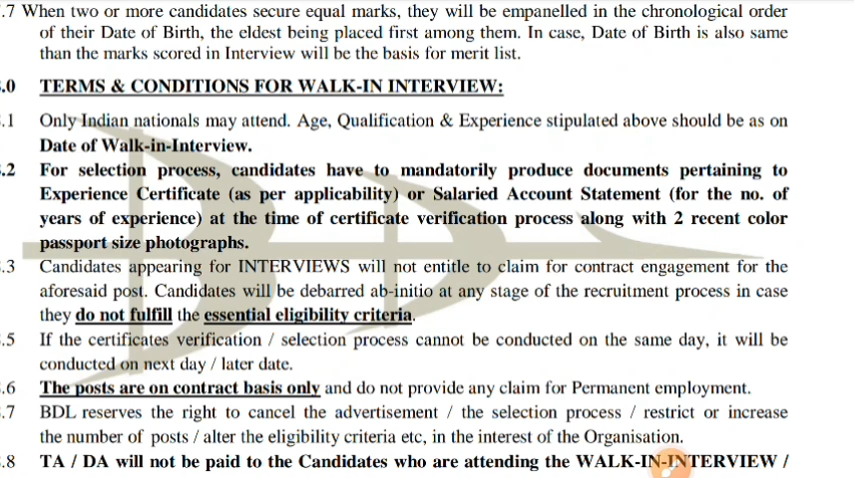 .7 When two or more candidates secure equal marks, they will be empanelled in the chronological order
of their Date of Birth, the eldest being placed first among them. In case, Date of Birth is also same
than the marks scored in Interview will be the basis for merit list.
.0 TERMS & CONDITIONS FOR WALK-IN INTERVIEW:
.1 Only Indian nationals may attend. Age, Qualification & Experience stipulated above should be as on
Date of Walk-in-Interview.
.2 For selection process, candidates have to mandatorily produce documents pertaining to
Experience Certificate (as per applicability) or Salaried Account Statement (for the no. of
years of experience) at the time of certificate verification process along with 2 recent color
passport size photographs.
.3 Candidates appearing for INTERVIEWS will not entitle to claim for contract engagement for the
aforesaid post. Candidates will be debarred ab-initio at any stage of the recruitment process in case
they do not fulfill the essential eligibility criteria.
.5 If the certificates verification / selection process cannot be conducted on the same day, it will be
conducted on next day / later date.
.6 The posts are on contract basis only and do not provide any claim for Permanent employment.
.7 BDL reserves the right to cancel the advertisement / the selection process / restrict or increase
the number of posts / alter the eligibility criteria etc, in the interest of the Organisation.
.8 TA / DA will not be paid to the Candidates who are attending the WALK-IN-INTERVIEW /